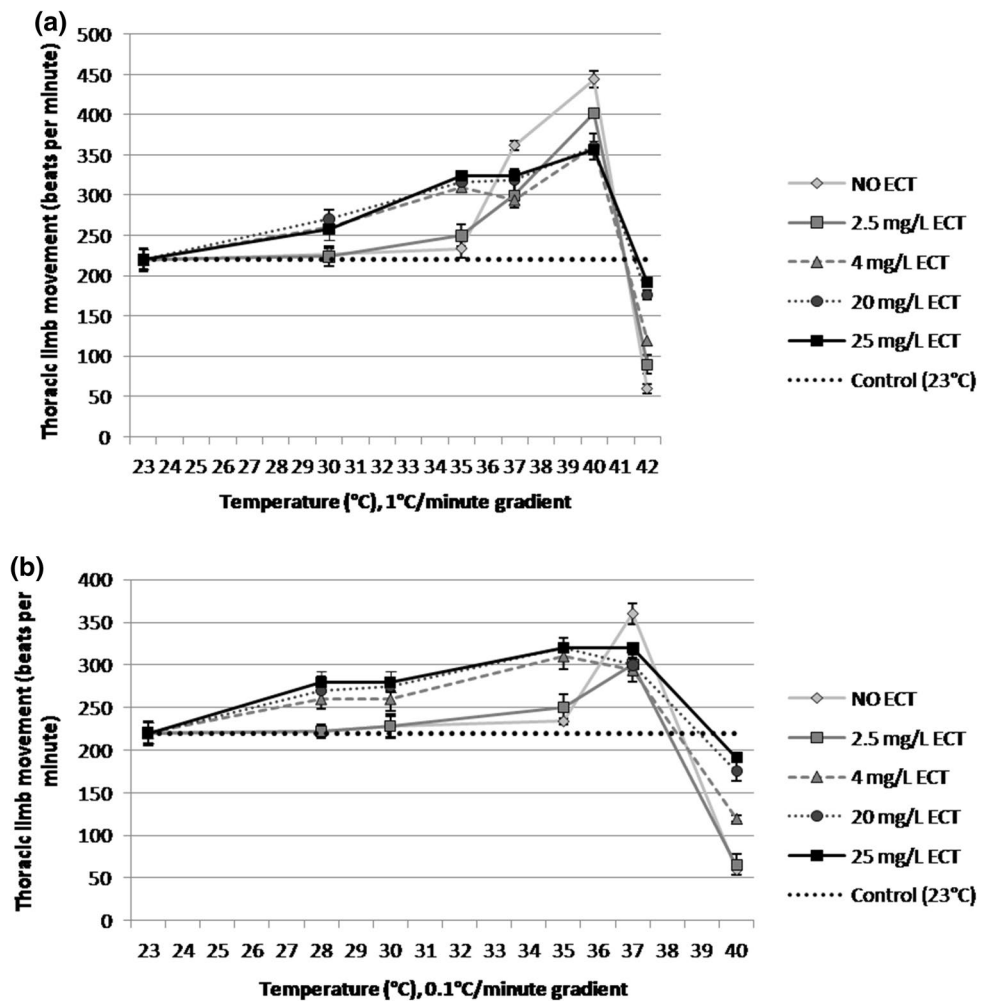 (a)
500
450
400
350
300
250
200
150
100
50
0
Thoracic limb movement (beats per minute)
23 24 25 26 27 28 29 30 31 32 33 34 35 36 37 38 39 40 41 42
Temperature (°C), 1°C/minute gradient
NO ECT
2.5 mg/L ECT
4 mg/L ECT
20 mg/L ECT
25 mg/L ECT
Control (23°C)
(b)
400
350
300
250
200
150
100
50
0
Thoracic limb movement (beats per
minute)
23 24 25 26 27 28 30 31 32 33 34 35 36 37 38 39 40
Temperature (°C), 0.1°C/minute gradient
NO ECT
2.5 mg/L ECT
4 mg/L ECT
20 mg/L ECT
25 mg/L ECT
Control (23°C)